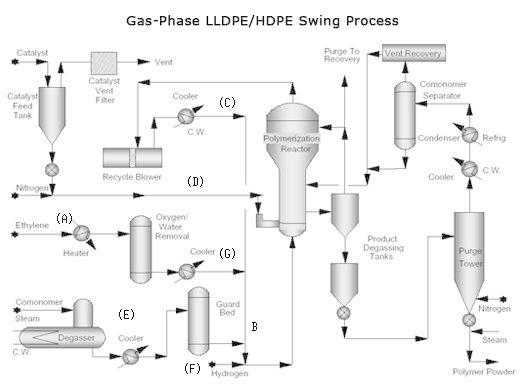 Gas-Phase LLDPE/HDPE Swing Process
Catalyst
Vent
Purge To
Recovery
Vent Recovery
Catalyst
Feed
Tank
Catalyst
Vent
Filter
Cooler
(C)
C.W.
Comonomer
Separator
Polymerization
Reactor
Condenser
Refrig.
Recycle Blower
(D)
Cooler
C.W.
Nitrogen
(A)
Ethylene
Oxygen/
Water
Removal
Heater
Cooler
(G)
Product
Degassing
Tanks
Purge
Tower
Comonomer
Steam
(E)
Guard
Bed
B
Nitrogen
Degasser
Cooler
C.W.
Steam
(F)
Hydrogen
Polymer Powder